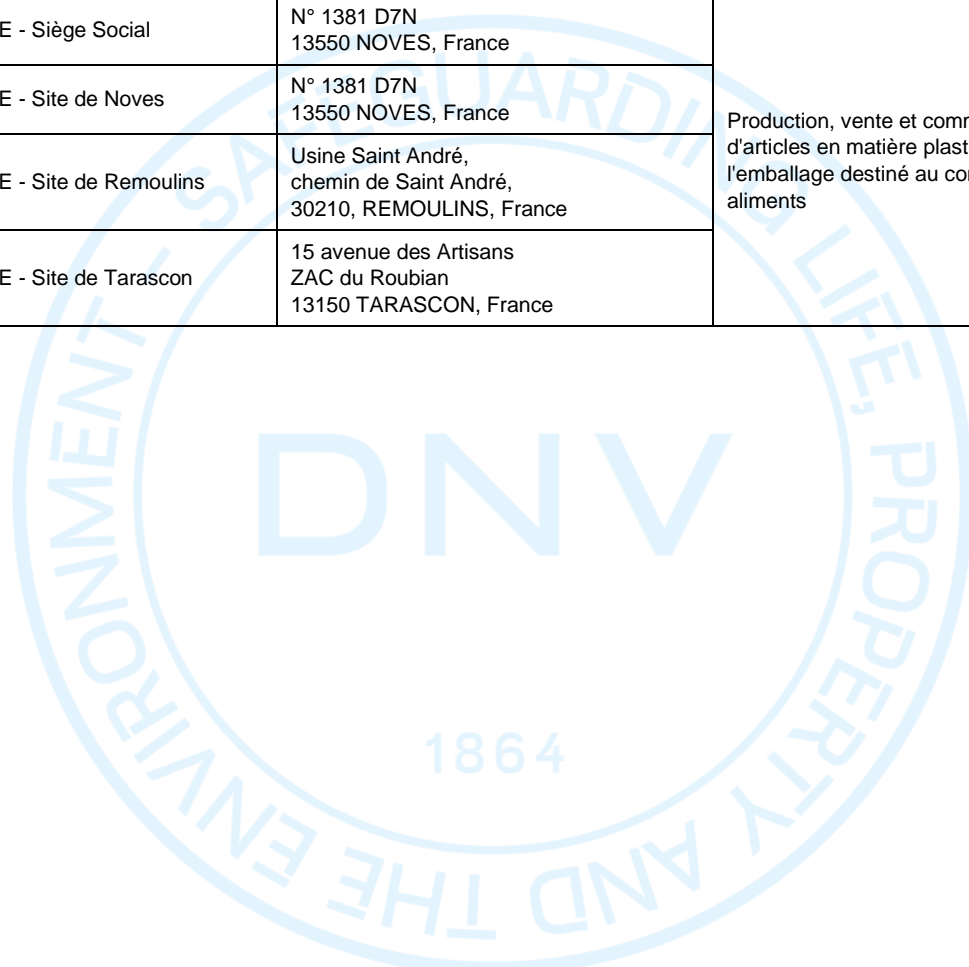 E - Siège Social
N° 1381 D7N
13550 NOVES, France
E - Site de Noves
N° 1381 D7N
13550 NOVES, France
E - Site de Remoulins
Usine Saint André,
chemin de Saint André,
30210, REMOULINS, France
E - Site de Tarascon
15 avenue des Artisans
ZAC du Roubian
13150 TARASCON, France
Production, vente et
d'articles en matière
l'emballage destiné au
aliments
SAFEGUARDING LIFE, PROPERTY AND THE ENVIRONMENT
DNV
1864